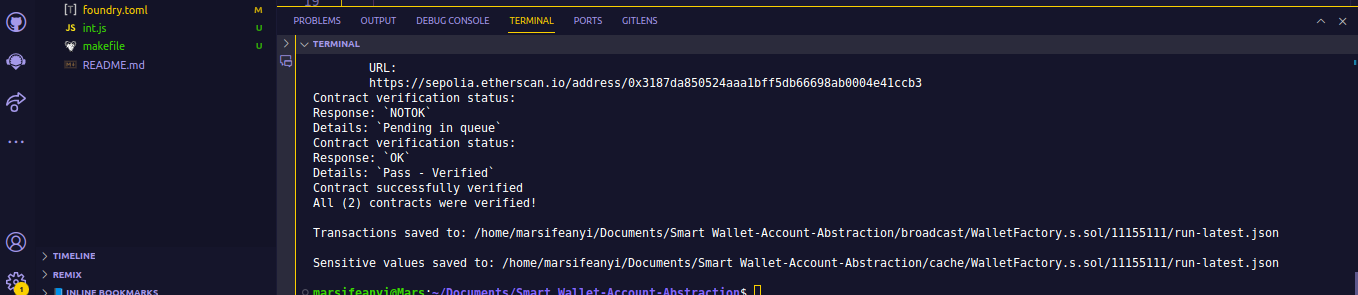 foundry.toml M
JS int.js U
makefile U
README.md
TIMELINE
REMIX
INLINE BOOKMARKS
1
19
PROBLEMS OUTPUT DEBUG CONSOLE TERMINAL PORTS GITLENS
TERMINAL
URL:
https://sepolia.etherscan.io/address/0x3187da850524aaa1bff5db66698ab0004e41ccb3
Contract verification status:
Response: `NOTOK`
Details: `Pending in queue`
Contract verification status:
Response: `OK`
Details: `Pass - Verified`
Contract successfully verified
All (2) contracts were verified!
Transactions saved to: /home/marsifeanyi/Documents/Smart Wallet-Account-Abstraction/broadcast/WalletFactory.s.sol/11155111/run-latest.json
Sensitive values saved to: /home/marsifeanyi/Documents/Smart Wallet-Account-Abstraction/cache/WalletFactory.s.sol/11155111/run-latest.json
marsifeanyi@Mars:~/Documents/Smart Wallet-Account-Abstraction$